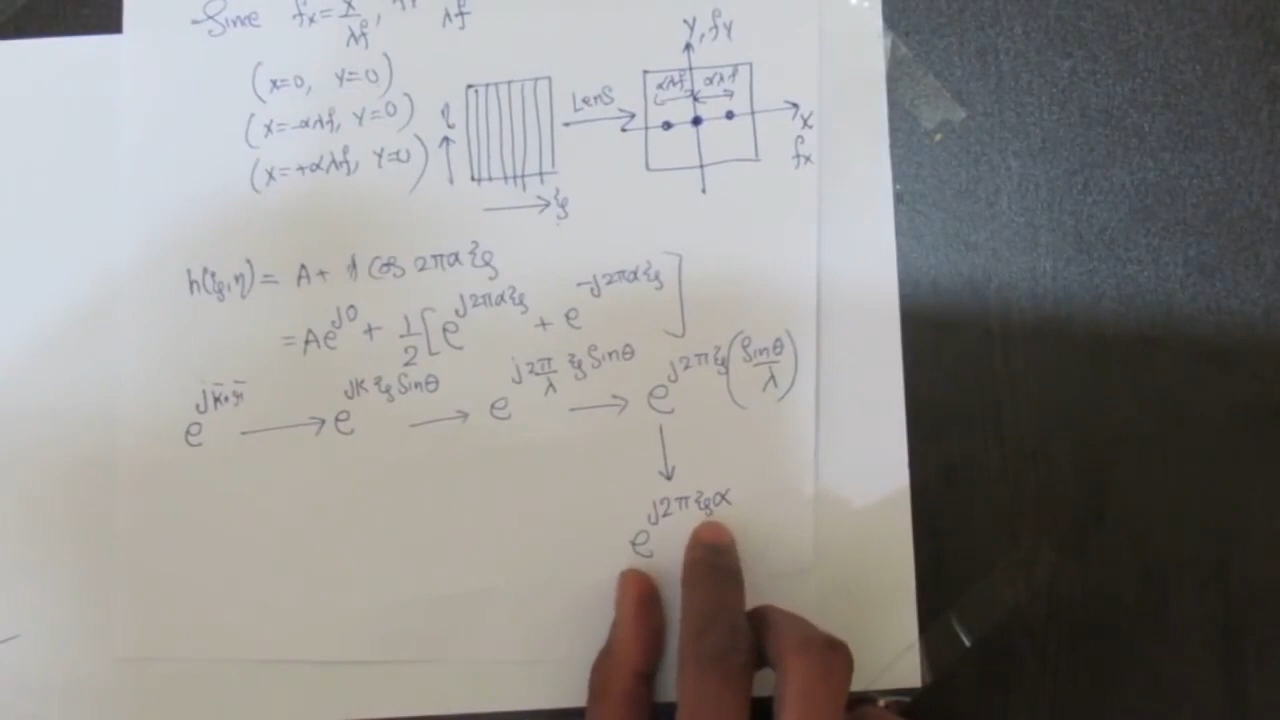 Since fx = x/λf, λf
(x=0, Y=0)
(x=-αλf, Y=0)
(x=+αλf, Y=0)
η
ξ
Lens
Y, fY
αλf αλf
x
fx
h(ξ,η) = A + 1 Cos 2παξ
= Ae^{j0} + 1/2 [e^{j2παξ} + e^{-j2παξ}]
e^{jk̄·r̄} → e^{jkξ Sinθ} → e^{j 2π/λ ξ Sinθ} → e^{j2πξ(Sinθ/λ)}
↓
e^{j2πξα}